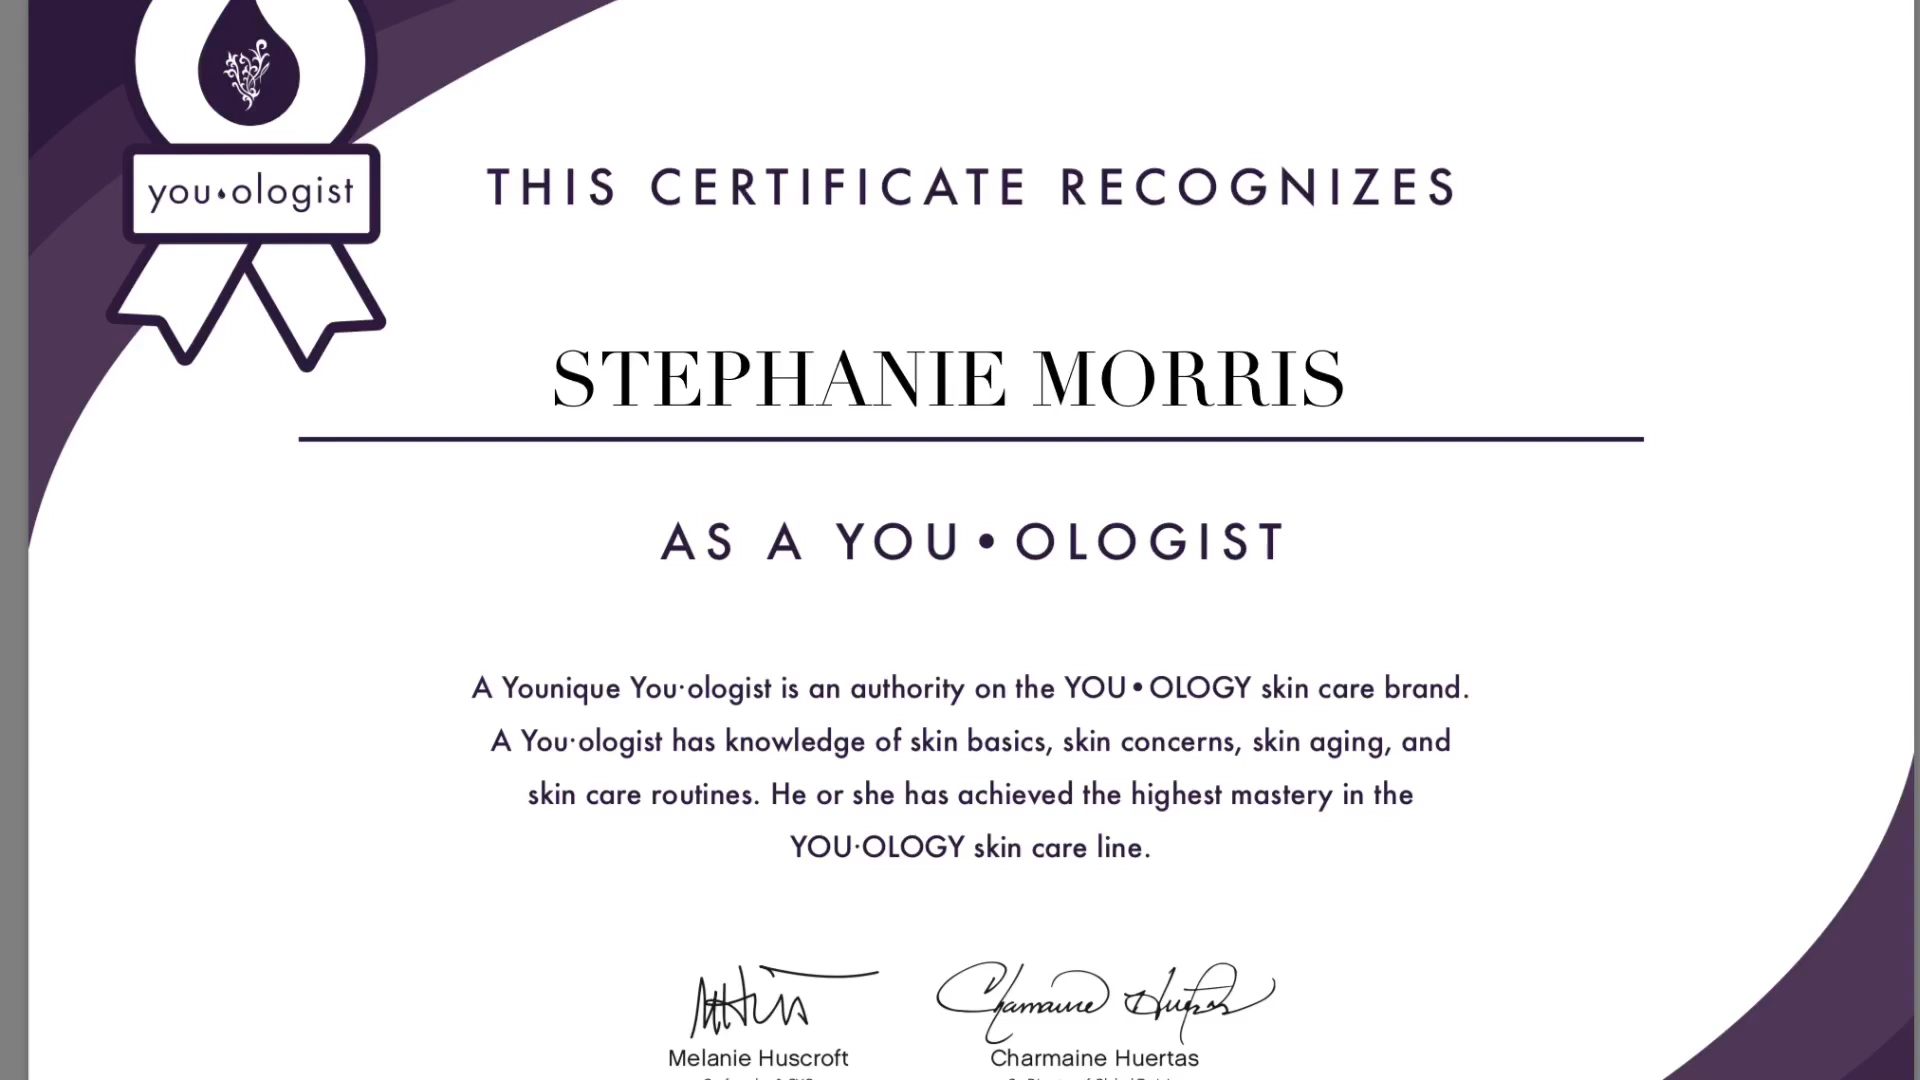 you•ologist
THIS CERTIFICATE RECOGNIZES
STEPHANIE MORRIS
AS A YOU•OLOGIST
A Younique You·ologist is an authority on the YOU•OLOGY skin care brand.
A You·ologist has knowledge of skin basics, skin concerns, skin aging, and
skin care routines. He or she has achieved the highest mastery in the
YOU·OLOGY skin care line.
Melanie Huscroft
Charmaine Huertas